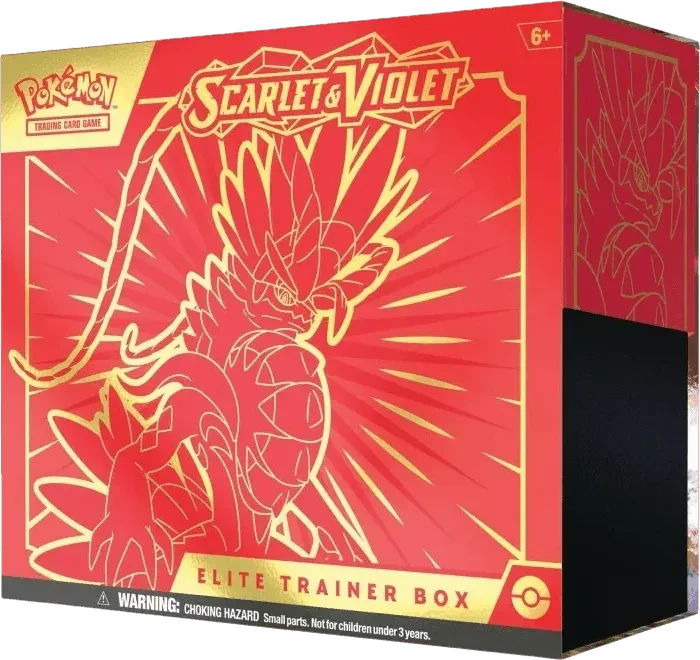 6+
POKéMON
TRADING CARD GAME
SCARLET & VIOLET
ELITE TRAINER BOX
⚠ WARNING: CHOKING HAZARD Small parts. Not for children under 3 years.